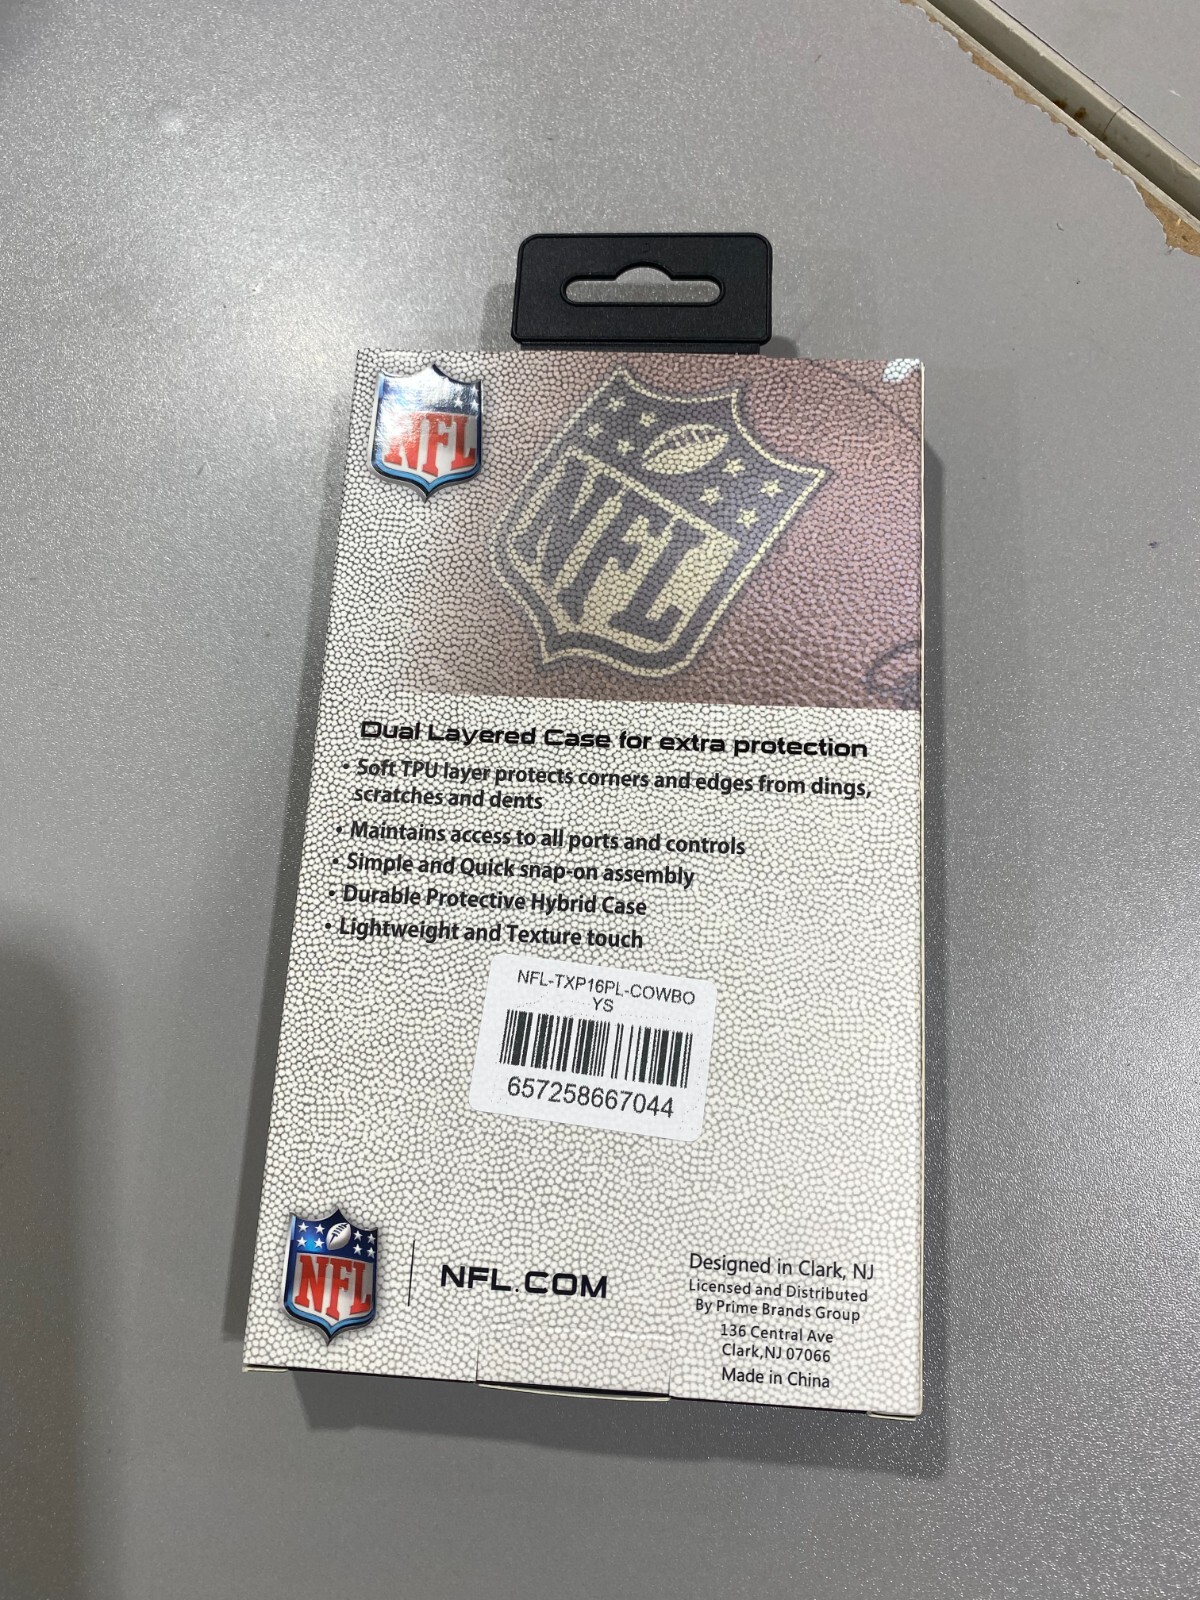 NFL
NFL
Dual Layered Case for extra protection
• Soft TPU layer protects corners and edges from dings,
scratches and dents
• Maintains access to all ports and controls
• Simple and Quick snap-on assembly
• Durable Protective Hybrid Case
• Lightweight and Texture touch
NFL-TXP16PL-COWBO
YS
657258667044
NFL
NFL.COM
Designed in Clark, NJ
Licensed and Distributed
By Prime Brands Group
136 Central Ave
Clark,NJ 07066
Made in China